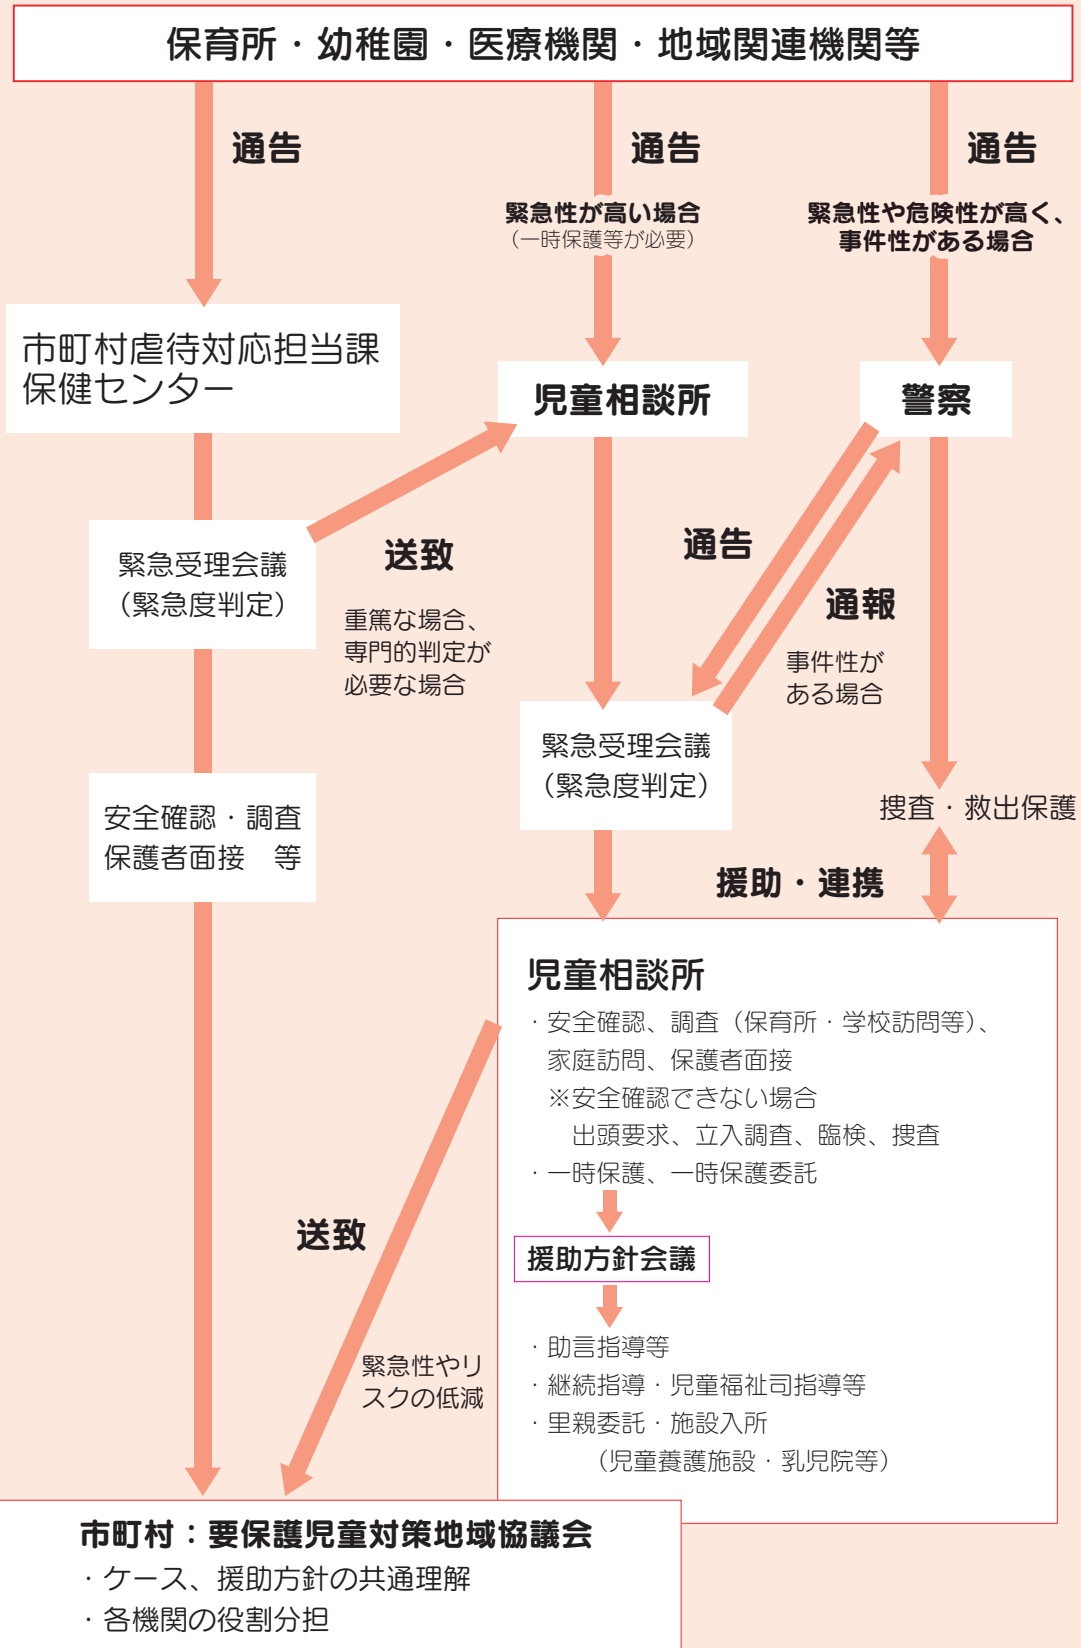 保育所・幼稚園・医療機関・地域関連機関等
通告
通告
通告
緊急性が高い場合
（一時保護等が必要）
緊急性や危険性が高く、
事件性がある場合
市町村虐待対応担当課
保健センター
児童相談所
警察
緊急受理会議
（緊急度判定）
送致
重篤な場合、
専門的判定が
必要な場合
通告
通報
事件性が
ある場合
緊急受理会議
（緊急度判定）
安全確認・調査
保護者面接　等
捜査・救出保護
援助・連携
児童相談所
・安全確認、調査（保育所・学校訪問等）、
家庭訪問、保護者面接
※安全確認できない場合
出頭要求、立入調査、臨検、捜査
・一時保護、一時保護委託
援助方針会議
・助言指導等
・継続指導・児童福祉司指導等
・里親委託・施設入所
（児童養護施設・乳児院等）
送致
緊急性やリ
スクの低減
市町村：要保護児童対策地域協議会
・ケース、援助方針の共通理解
・各機関の役割分担